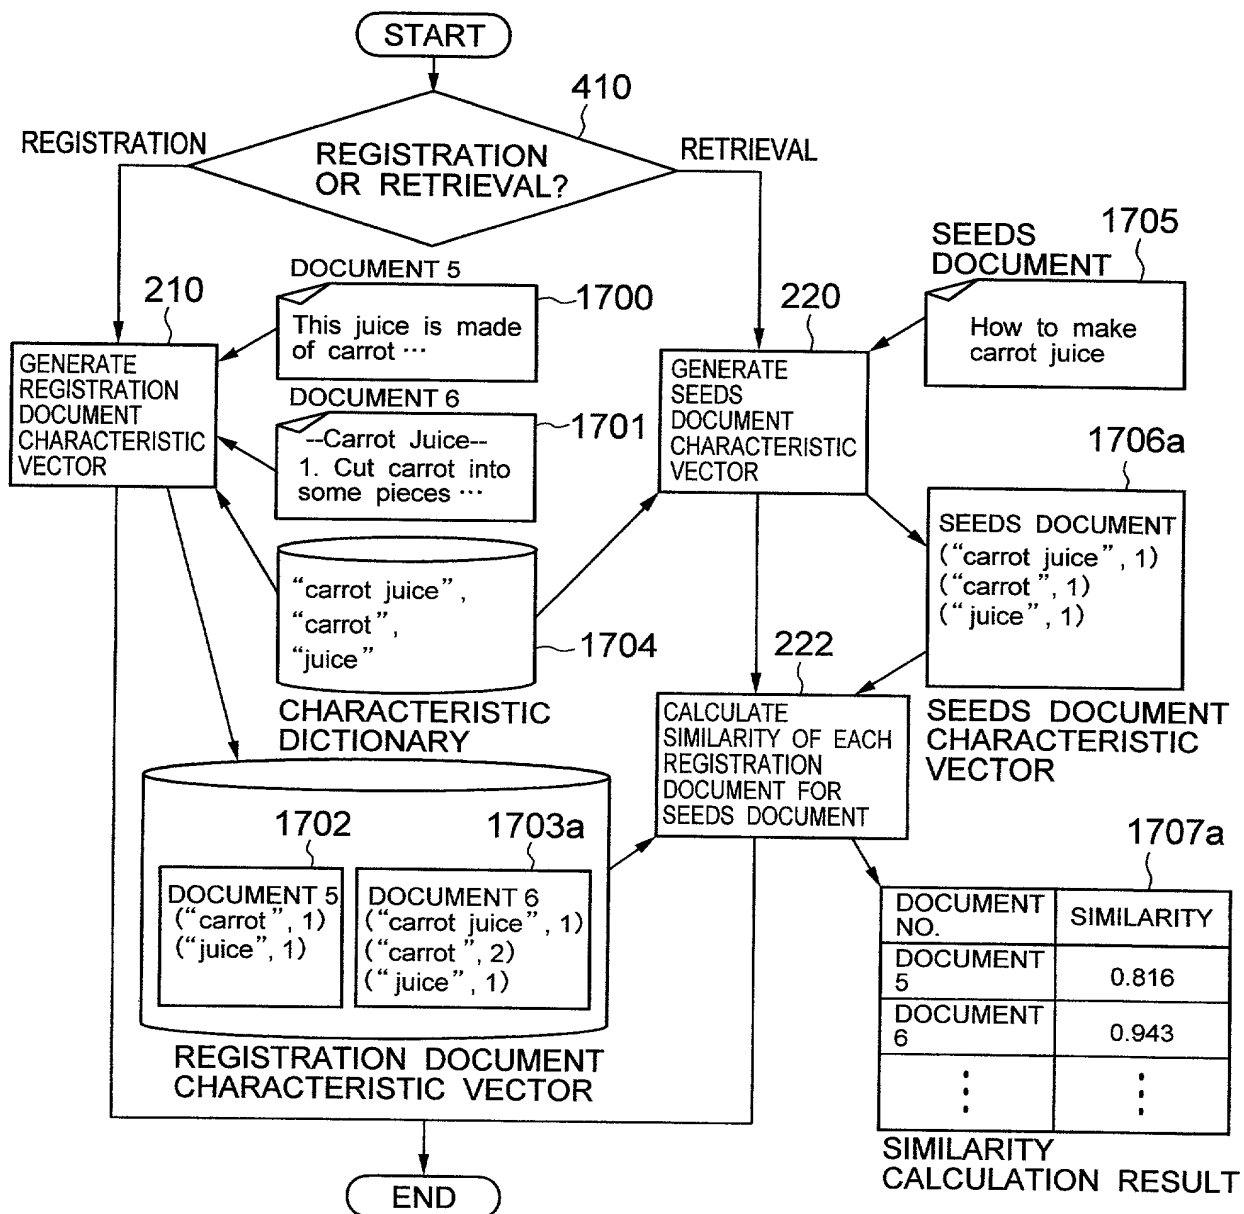 START
410
REGISTRATION
REGISTRATION
OR RETRIEVAL?
RETRIEVAL
210
DOCUMENT 5
1700
This juice is made
of carrot ···
GENERATE
REGISTRATION
DOCUMENT
CHARACTERISTIC
VECTOR
DOCUMENT 6
1701
--Carrot Juice--
1. Cut carrot into
some pieces ···
“carrot juice”,
“carrot”,
“juice”
1704
CHARACTERISTIC
DICTIONARY
220
GENERATE
SEEDS
DOCUMENT
CHARACTERISTIC
VECTOR
SEEDS
DOCUMENT
1705
How to make
carrot juice
1706a
SEEDS DOCUMENT
(“carrot juice”, 1)
(“carrot”, 1)
(“juice”, 1)
SEEDS DOCUMENT
CHARACTERISTIC
VECTOR
222
CALCULATE
SIMILARITY OF EACH
REGISTRATION
DOCUMENT FOR
SEEDS DOCUMENT
1702
DOCUMENT 5
(“carrot”, 1)
(“juice”, 1)
1703a
DOCUMENT 6
(“carrot juice”, 1)
(“carrot”, 2)
(“juice”, 1)
REGISTRATION DOCUMENT
CHARACTERISTIC VECTOR
1707a
DOCUMENT
NO.
SIMILARITY
DOCUMENT
5
0.816
DOCUMENT
6
0.943
⋮ ⋮
SIMILARITY
CALCULATION RESULT
END